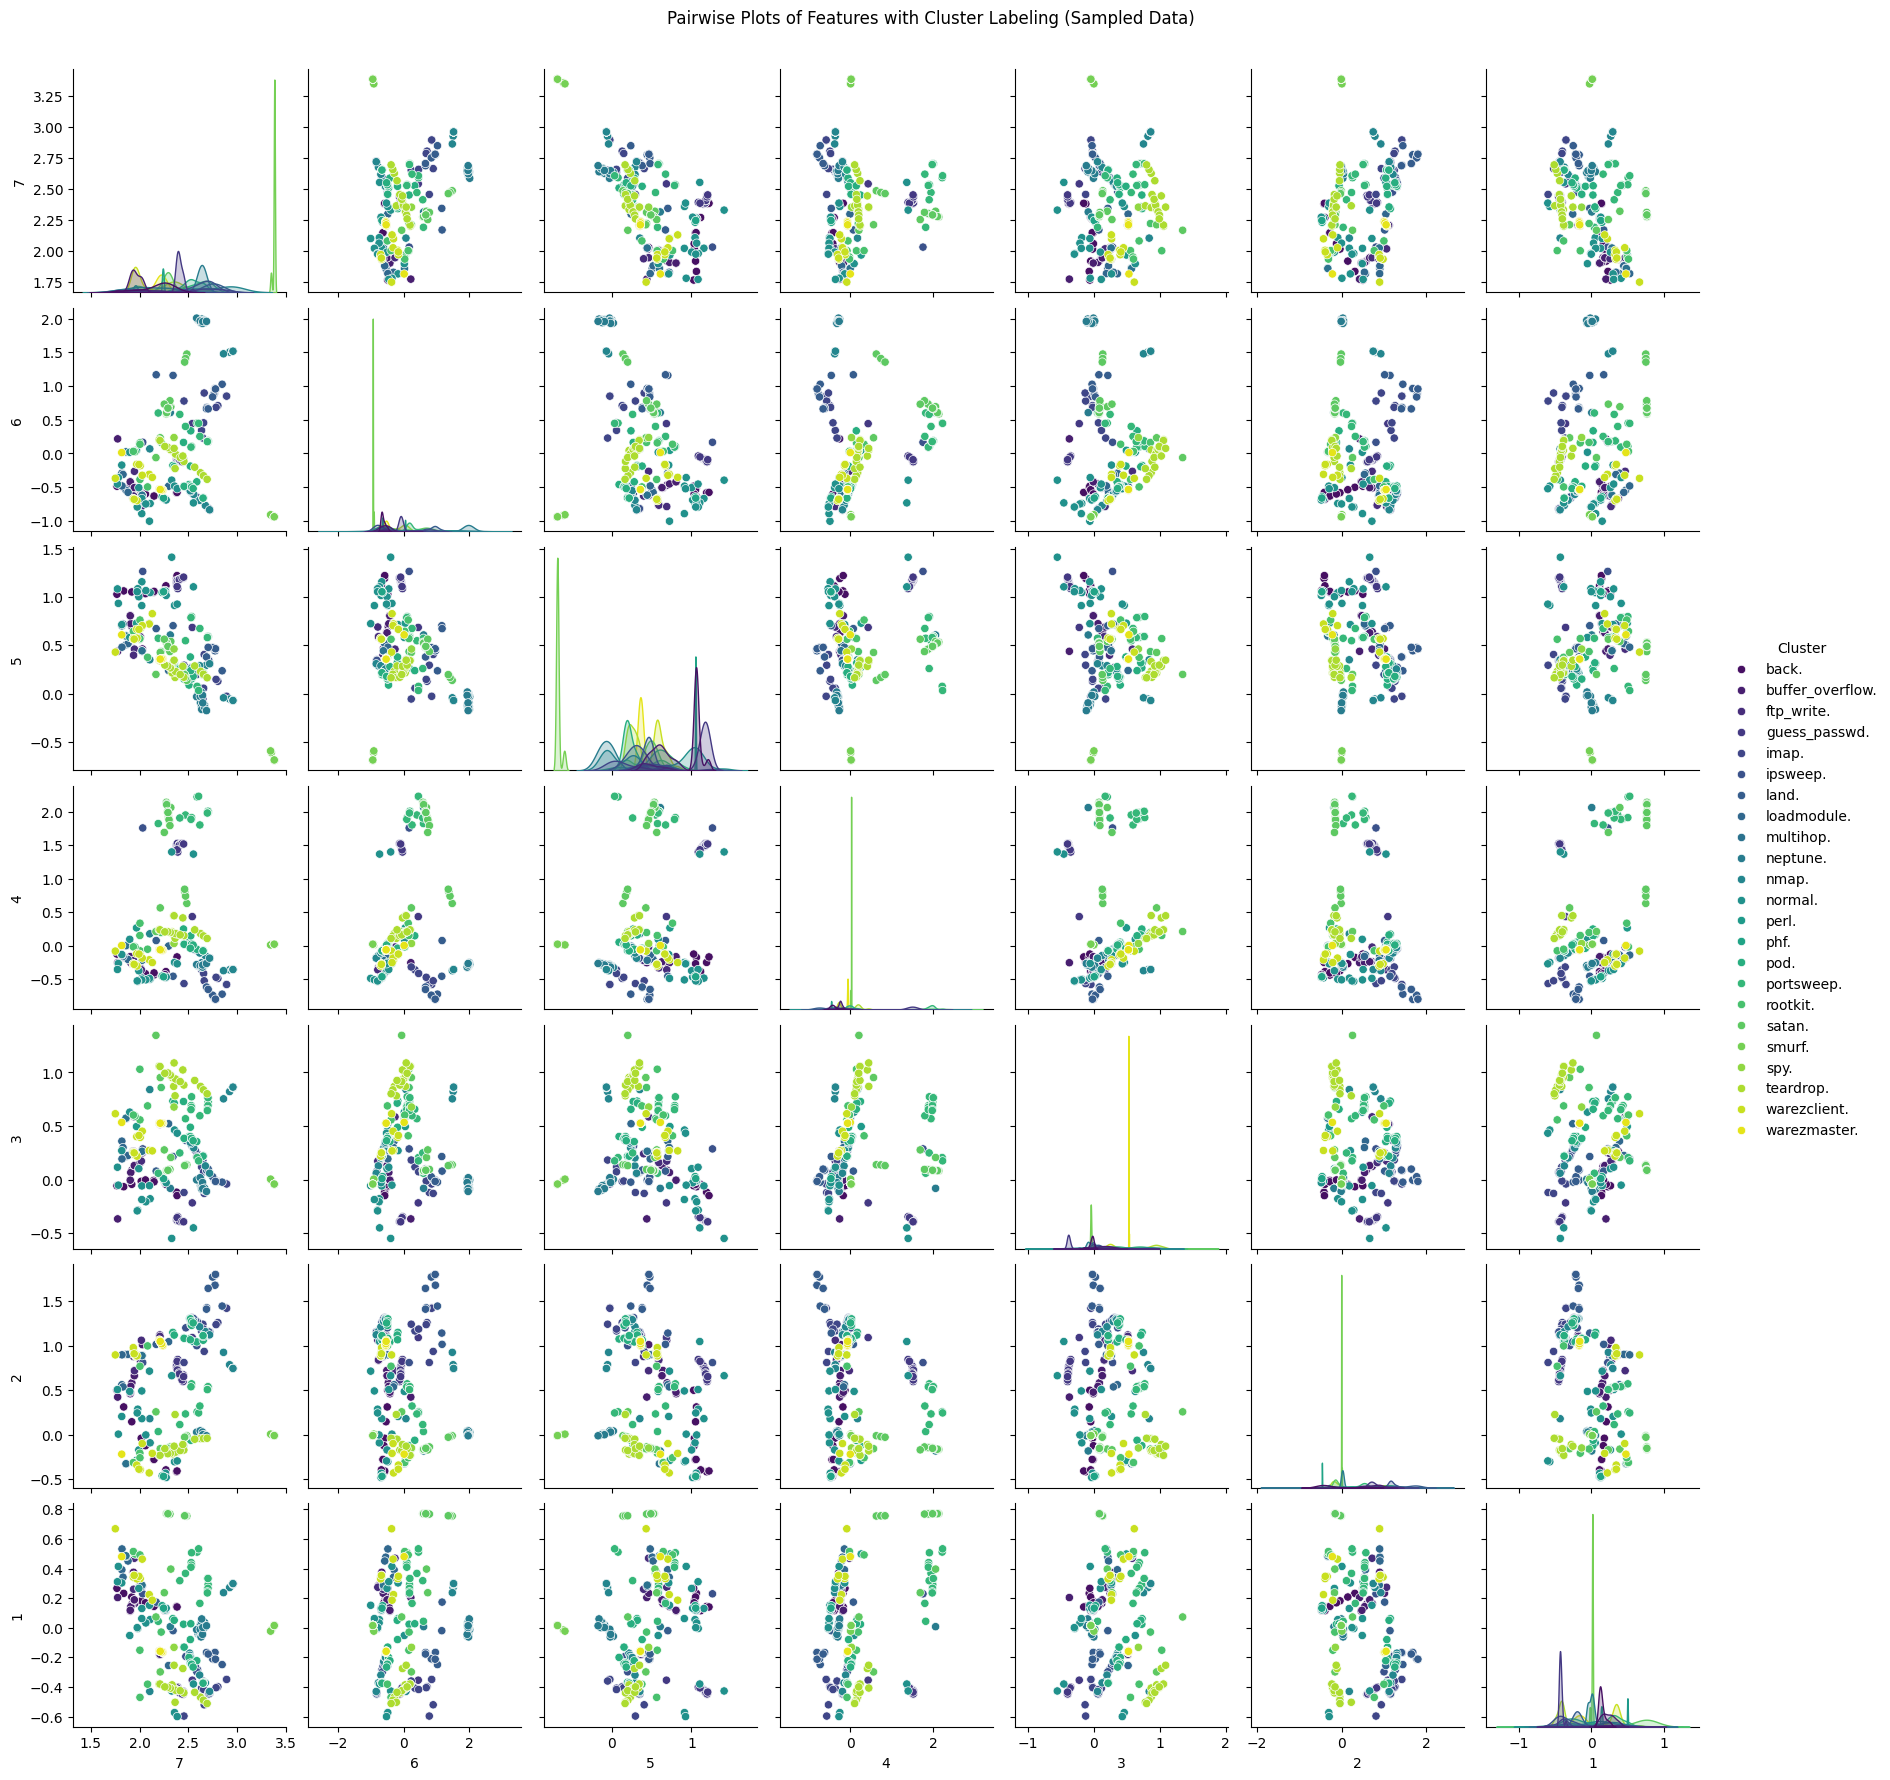 Pairwise Plots of Features with Cluster Labeling (Sampled Data)
3.25
3.00
2.75
2.50
2.25
2.00
1.75
7
2.0
1.5
1.0
0.5
0.0
−0.5
−1.0
6
1.5
1.0
0.5
0.0
−0.5
5
2.0
1.5
1.0
0.5
0.0
−0.5
4
1.0
0.5
0.0
−0.5
3
1.5
1.0
0.5
0.0
−0.5
2
0.8
0.6
0.4
0.2
0.0
−0.2
−0.4
−0.6
1
1.5 2.0 2.5 3.0 3.5
7
−2 0 2
6
0 1
5
0 2
4
−1 0 1 2
3
−2 0 2
2
−1 0 1
1
Cluster
back.
buffer_overflow.
ftp_write.
guess_passwd.
imap.
ipsweep.
land.
loadmodule.
multihop.
neptune.
nmap.
normal.
perl.
phf.
pod.
portsweep.
rootkit.
satan.
smurf.
spy.
teardrop.
warezclient.
warezmaster.